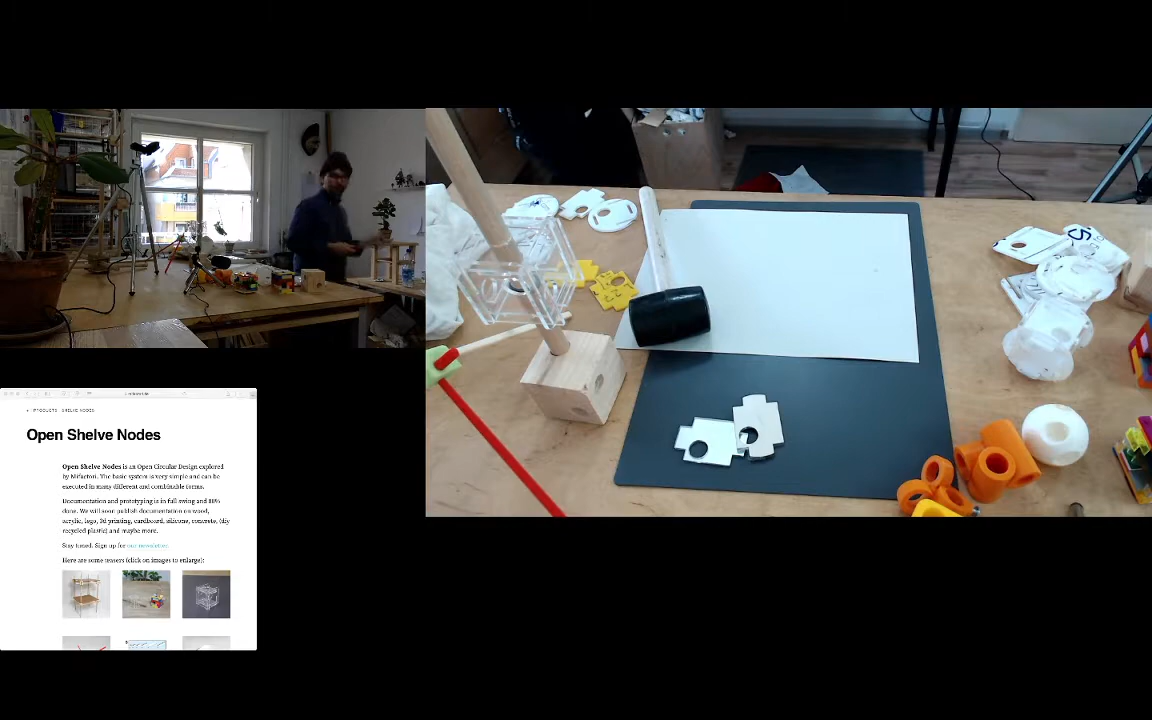 PRODUCTS SHELVE NODES
Open Shelve Nodes
Open Shelve Nodes is an Open Circular Design explored
by Mifactori. The basic system is very simple and can be
executed in many different and combinable forms.
Documentation and prototyping is in full swing and 80%
done. We will soon publish documentation on wood,
acrylic, lego, 3d printing, cardboard, silicone, concrete, (diy
recycled plastic) and maybe more.
Stay tuned. Sign up for our newsletter.
Here are some teasers (click on images to enlarge):